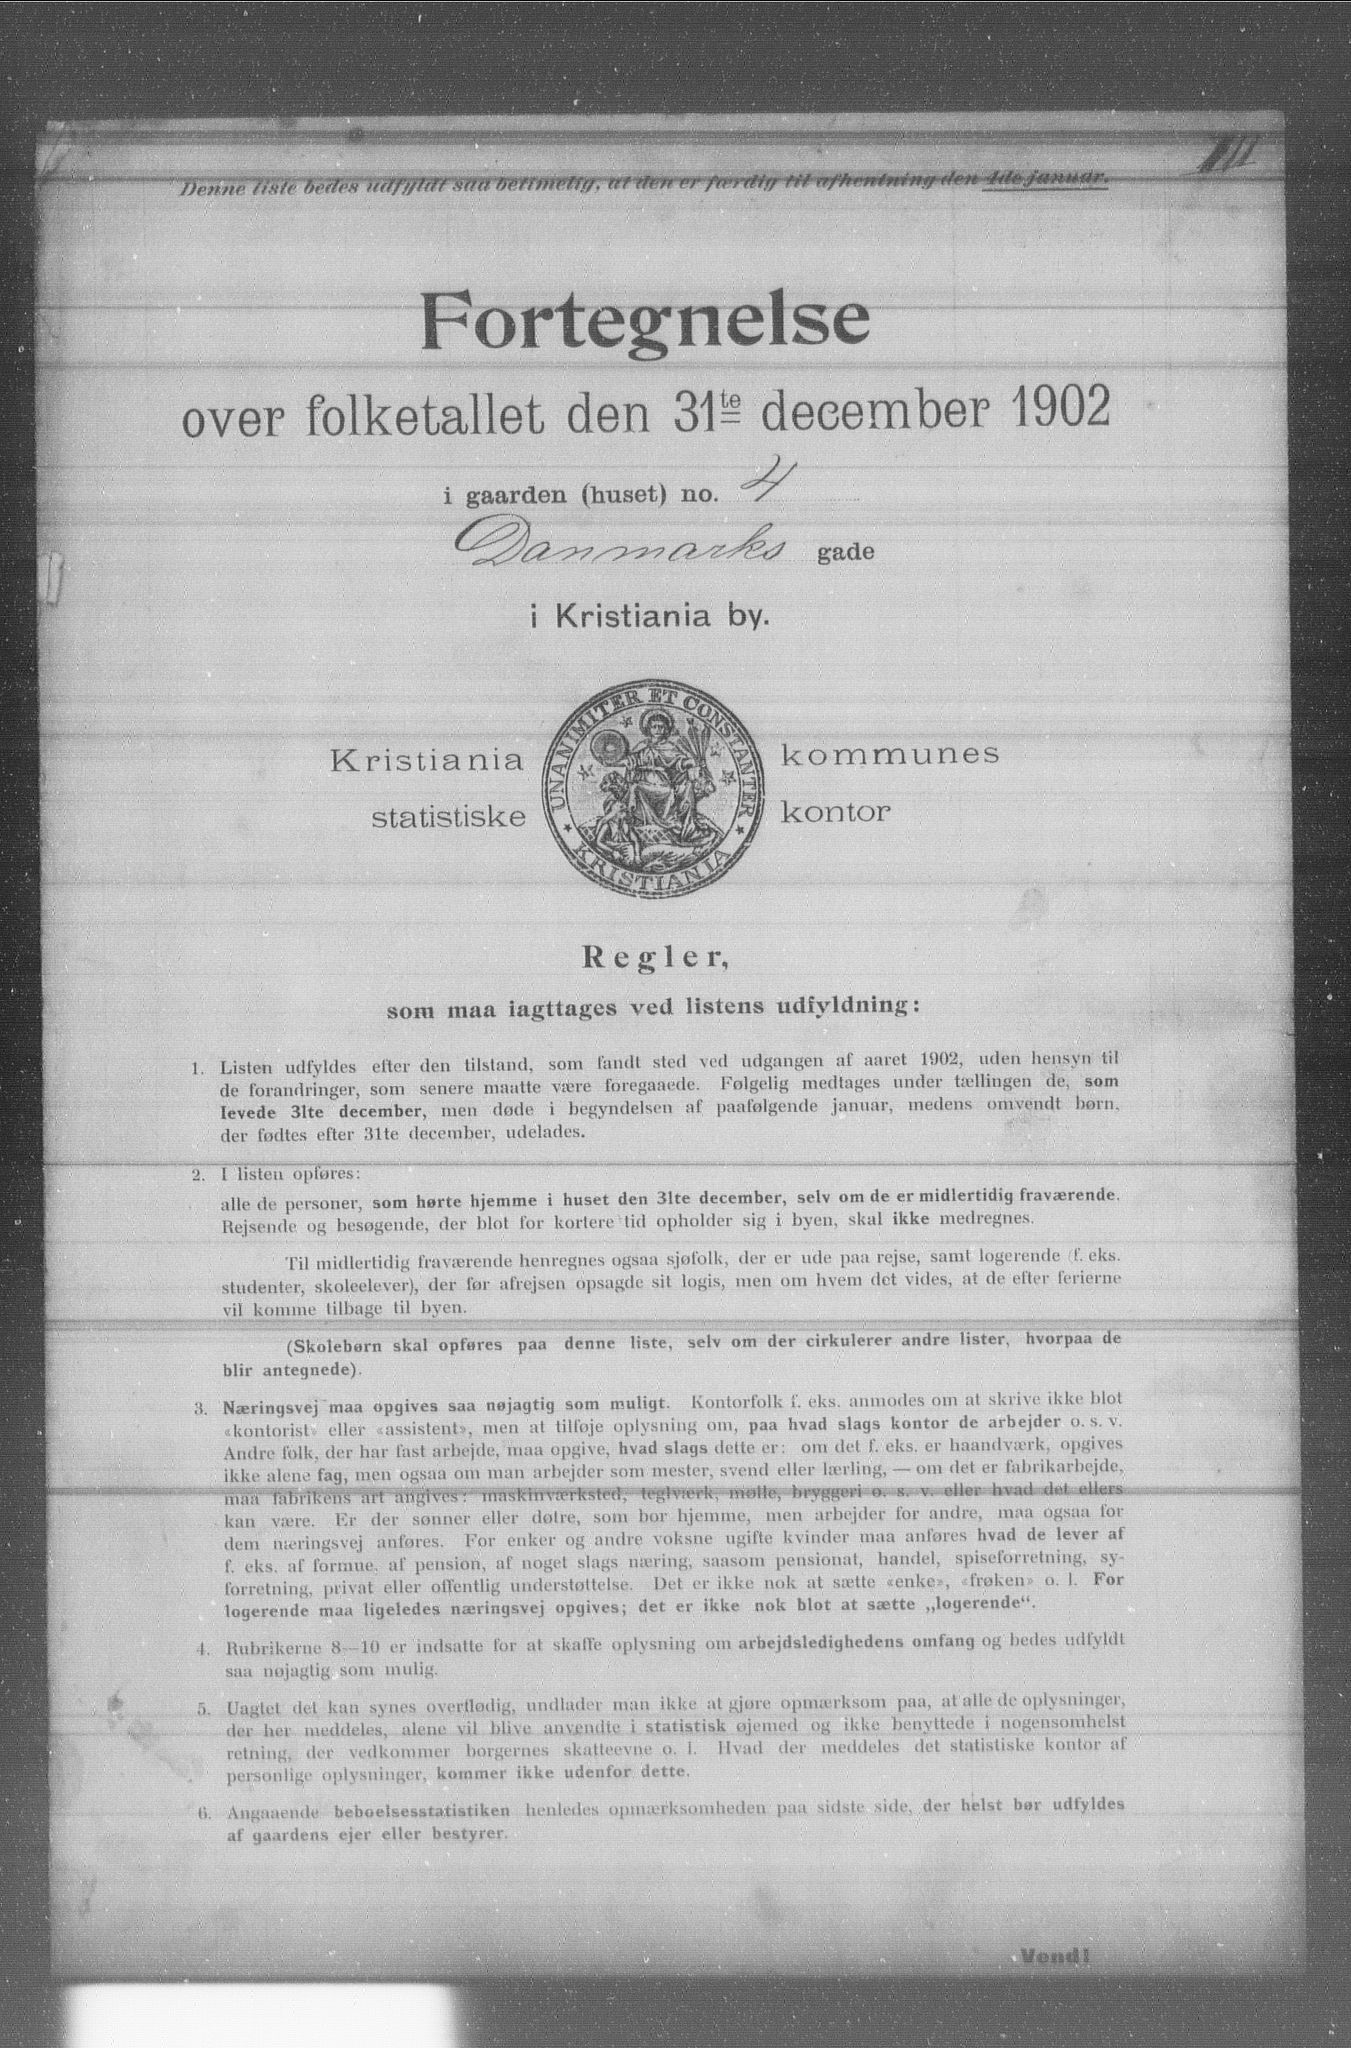 Denne liste bedes udfyldt saa betimelig, at den er færdig til afhentning den 4de januar.
Fortegnelse
over folketallet den 31te december 1902
i gaarden (huset) no. 4
Danmarks gade
i Kristiania by.
Kristiania kommunes
statistiske kontor
UNANIMITER ET CONSTANTER
KRISTIANIA
Regler,
som maa iagttages ved listens udfyldning:
1. Listen udfyldes efter den tilstand, som fandt sted ved udgangen af aaret 1902, uden hensyn til
de forandringer, som senere maatte være foregaaede. Følgelig medtages under tællingen de, som
levede 31te december, men døde i begyndelsen af paafølgende januar, medens omvendt børn,
der fødtes efter 31te december, udelades.
2. I listen opføres:
alle de personer, som hørte hjemme i huset den 31te december, selv om de er midlertidig fraværende.
Rejsende og besøgende, der blot for kortere tid opholder sig i byen, skal ikke medregnes.
Til midlertidig fraværende henregnes ogsaa sjøfolk, der er ude paa rejse, samt logerende (f. eks.
studenter, skoleelever), der før afrejsen opsagde sit logis, men om hvem det vides, at de efter ferierne
vil komme tilbage til byen.
(Skolebørn skal opføres paa denne liste, selv om der cirkulerer andre lister, hvorpaa de
blir antegnede).
3. Næringsvej maa opgives saa nøjagtig som muligt. Kontorfolk f. eks. anmodes om at skrive ikke blot
«kontorist» eller «assistent», men at tilføje oplysning om, paa hvad slags kontor de arbejder o. s. v.
Andre folk, der har fast arbejde, maa opgive, hvad slags dette er: om det f. eks. er haandværk, opgives
ikke alene fag, men ogsaa om man arbejder som mester, svend eller lærling, — om det er fabrikarbejde,
maa fabrikens art angives: maskinværksted, teglværk, mølle, bryggeri o. s. v. eller hvad det ellers
kan være. Er der sønner eller døtre, som bor hjemme, men arbejder for andre, maa ogsaa for
dem næringsvej anføres. For enker og andre voksne ugifte kvinder maa anføres hvad de lever af
f. eks. af formue, af pension, af noget slags næring, saasom pensionat, handel, spiseforretning, sy-
forretning, privat eller offentlig understøttelse. Det er ikke nok at sætte «enke», «frøken» o. l. For
logerende maa ligeledes næringsvej opgives; det er ikke nok blot at sætte „logerende“.
4. Rubrikerne 8—10 er indsatte for at skaffe oplysning om arbejdsledighedens omfang og bedes udfyldt
saa nøjagtig som mulig.
5. Uagtet det kan synes overflødig, undlader man ikke at gjøre opmærksom paa, at alle de oplysninger,
der her meddeles, alene vil blive anvendte i statistisk øjemed og ikke benyttede i nogensomhelst
retning, der vedkommer borgernes skatteevne o. l. Hvad der meddeles det statistiske kontor af
personlige oplysninger, kommer ikke udenfor dette.
6. Angaaende beboelsesstatistiken henledes opmærksomheden paa sidste side, der helst bør udfyldes
af gaardens ejer eller bestyrer.
Vend!